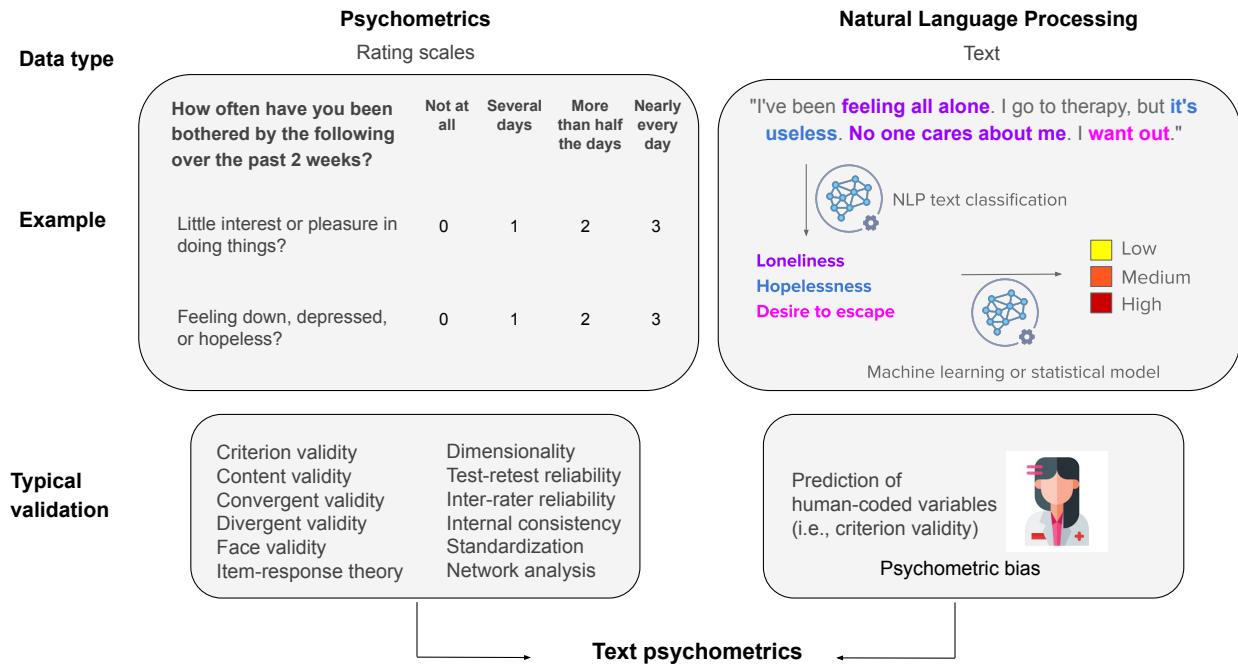 Psychometrics
Natural Language Processing
Data type
Rating scales
Text
How often have you been
bothered by the following
over the past 2 weeks?
Not at
all
Several
days
More
than half
the days
Nearly
every
day
Example
Little interest or pleasure in
doing things?
0 1 2 3
Feeling down, depressed,
or hopeless?
0 1 2 3
"I've been feeling all alone. I go to therapy, but it's
useless. No one cares about me. I want out."
NLP text classification
Loneliness
Hopelessness
Desire to escape
Low
Medium
High
Machine learning or statistical model
Typical
validation
Criterion validity
Content validity
Convergent validity
Divergent validity
Face validity
Item-response theory
Dimensionality
Test-retest reliability
Inter-rater reliability
Internal consistency
Standardization
Network analysis
Prediction of
human-coded variables
(i.e., criterion validity)
Psychometric bias
Text psychometrics